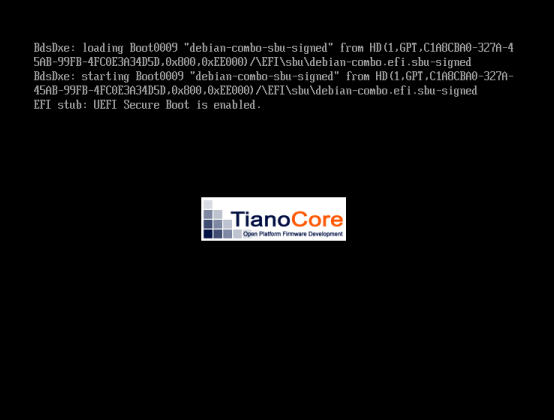 BdsDxe: loading Boot0009 "debian-combo-sbu-signed" from HD(1,GPT,C1A8CBA0-327A-4
5AB-99FB-4FC0E3A34D5D,0x800,0xEE000)/\EFI\sbu\debian-combo.efi.sbu-signed
BdsDxe: starting Boot0009 "debian-combo-sbu-signed" from HD(1,GPT,C1A8CBA0-327A-
45AB-99FB-4FC0E3A34D5D,0x800,0xEE000)/\EFI\sbu\debian-combo.efi.sbu-signed
EFI stub: UEFI Secure Boot is enabled.
TianoCore
Open Platform Firmware Development